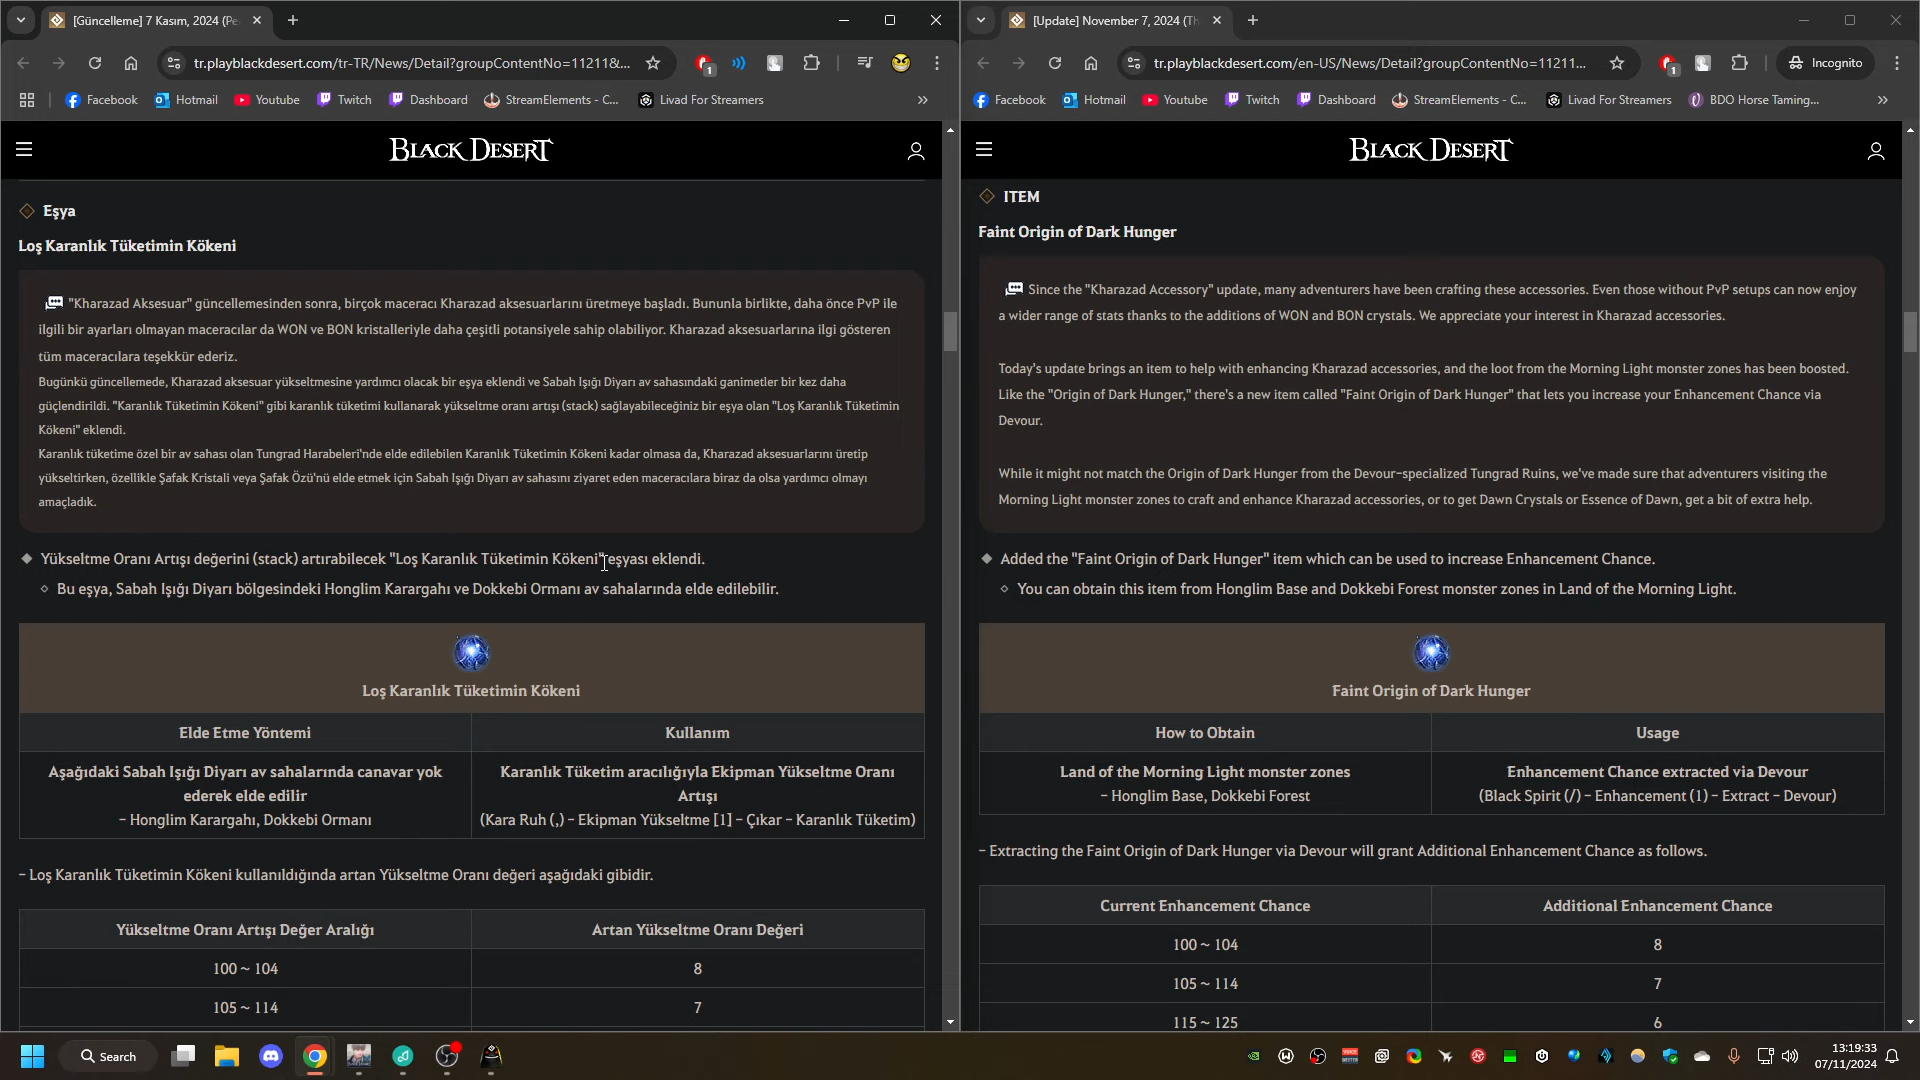 [Güncelleme] 7 Kasım, 2024 (Pe
tr.playblackdesert.com/tr-TR/News/Detail?groupContentNo=11211&...
1
Facebook
Hotmail
Youtube
Twitch
Dashboard
StreamElements - C...
Livad For Streamers
BLACK DESERT
Eşya
Loş Karanlık Tüketimin Kökeni
"Kharazad Aksesuar" güncellemesinden sonra, birçok maceracı Kharazad aksesuarlarını üretmeye başladı. Bununla birlikte, daha önce PvP ile
ilgili bir ayarları olmayan maceracılar da WON ve BON kristalleriyle daha çeşitli potansiyele sahip olabiliyor. Kharazad aksesuarlarına ilgi gösteren
tüm maceracılara teşekkür ederiz.
Bugünkü güncellemede, Kharazad aksesuar yükseltmesine yardımcı olacak bir eşya eklendi ve Sabah Işığı Diyarı av sahasındaki ganimetler bir kez daha
güçlendirildi. "Karanlık Tüketimin Kökeni" gibi karanlık tüketimi kullanarak yükseltme oranı artışı (stack) sağlayabileceğiniz bir eşya olan "Loş Karanlık Tüketimin
Kökeni" eklendi.
Karanlık tüketime özel bir av sahası olan Tungrad Harabeleri'nde elde edilebilen Karanlık Tüketimin Kökeni kadar olmasa da, Kharazad aksesuarlarını üretip
yükseltirken, özellikle Şafak Kristali veya Şafak Özü'nü elde etmek için Sabah Işığı Diyarı av sahasını ziyaret eden maceracılara biraz da olsa yardımcı olmayı
amaçladık.
Yükseltme Oranı Artışı değerini (stack) artırabilecek "Loş Karanlık Tüketimin Kökeni" eşyası eklendi.
Bu eşya, Sabah Işığı Diyarı bölgesindeki Honglim Karargahı ve Dokkebi Ormanı av sahalarında elde edilebilir.
Loş Karanlık Tüketimin Kökeni
Elde Etme Yöntemi
Kullanım
Aşağıdaki Sabah Işığı Diyarı av sahalarında canavar yok
ederek elde edilir
– Honglim Karargahı, Dokkebi Ormanı
Karanlık Tüketim aracılığıyla Ekipman Yükseltme Oranı
Artışı
(Kara Ruh (,) – Ekipman Yükseltme [1] – Çıkar – Karanlık Tüketim)
– Loş Karanlık Tüketimin Kökeni kullanıldığında artan Yükseltme Oranı değeri aşağıdaki gibidir.
Yükseltme Oranı Artışı Değer Aralığı
Artan Yükseltme Oranı Değeri
100 ~ 104
8
105 ~ 114
7
[Update] November 7, 2024 (Th
tr.playblackdesert.com/en-US/News/Detail?groupContentNo=11211...
1
Incognito
Facebook
Hotmail
Youtube
Twitch
Dashboard
StreamElements - C...
Livad For Streamers
BDO Horse Taming...
BLACK DESERT
ITEM
Faint Origin of Dark Hunger
Since the "Kharazad Accessory" update, many adventurers have been crafting these accessories. Even those without PvP setups can now enjoy
a wider range of stats thanks to the additions of WON and BON crystals. We appreciate your interest in Kharazad accessories.
Today's update brings an item to help with enhancing Kharazad accessories, and the loot from the Morning Light monster zones has been boosted.
Like the "Origin of Dark Hunger," there's a new item called "Faint Origin of Dark Hunger" that lets you increase your Enhancement Chance via
Devour.
While it might not match the Origin of Dark Hunger from the Devour-specialized Tungrad Ruins, we've made sure that adventurers visiting the
Morning Light monster zones to craft and enhance Kharazad accessories, or to get Dawn Crystals or Essence of Dawn, get a bit of extra help.
Added the "Faint Origin of Dark Hunger" item which can be used to increase Enhancement Chance.
You can obtain this item from Honglim Base and Dokkebi Forest monster zones in Land of the Morning Light.
Faint Origin of Dark Hunger
How to Obtain
Usage
Land of the Morning Light monster zones
– Honglim Base, Dokkebi Forest
Enhancement Chance extracted via Devour
(Black Spirit (/) – Enhancement (1) – Extract – Devour)
– Extracting the Faint Origin of Dark Hunger via Devour will grant Additional Enhancement Chance as follows.
Current Enhancement Chance
Additional Enhancement Chance
100 ~ 104
8
105 ~ 114
7
115 ~ 125
6
Search
13:19:33
07/11/2024